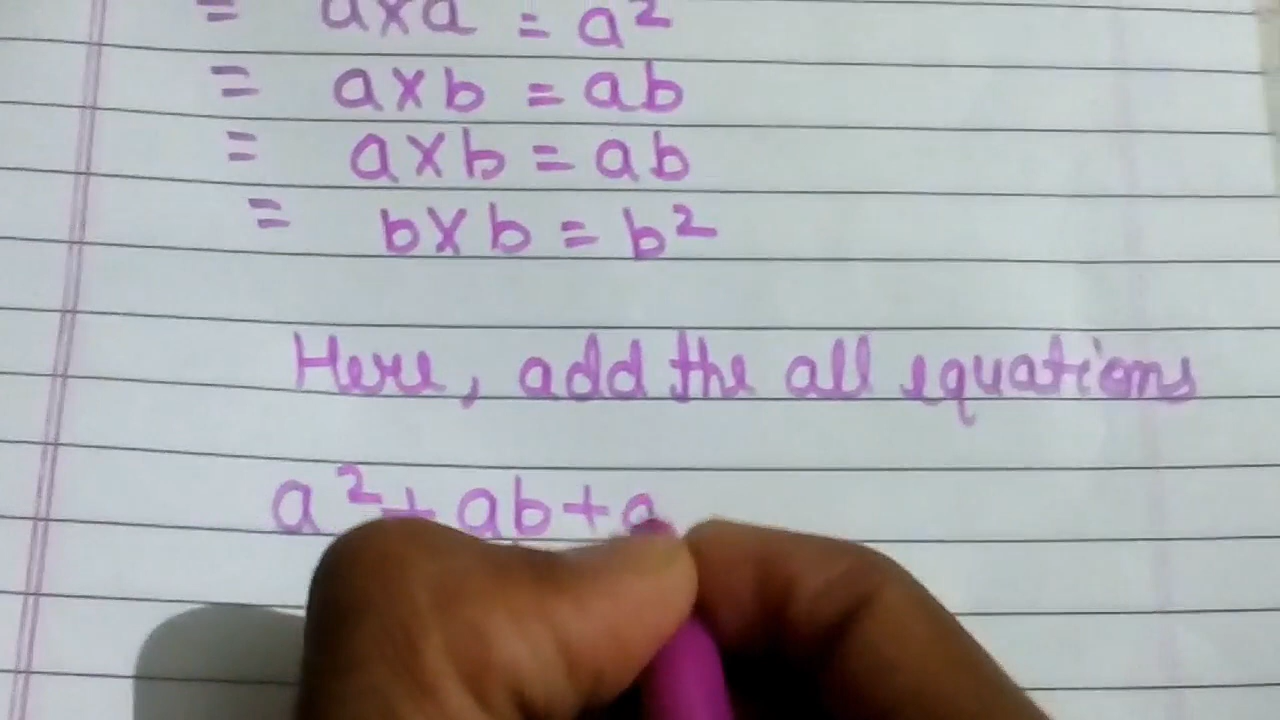 = a×a = a²
= a×b = ab
= a×b = ab
= b×b = b²
Here, add the all equations
a² + ab + a